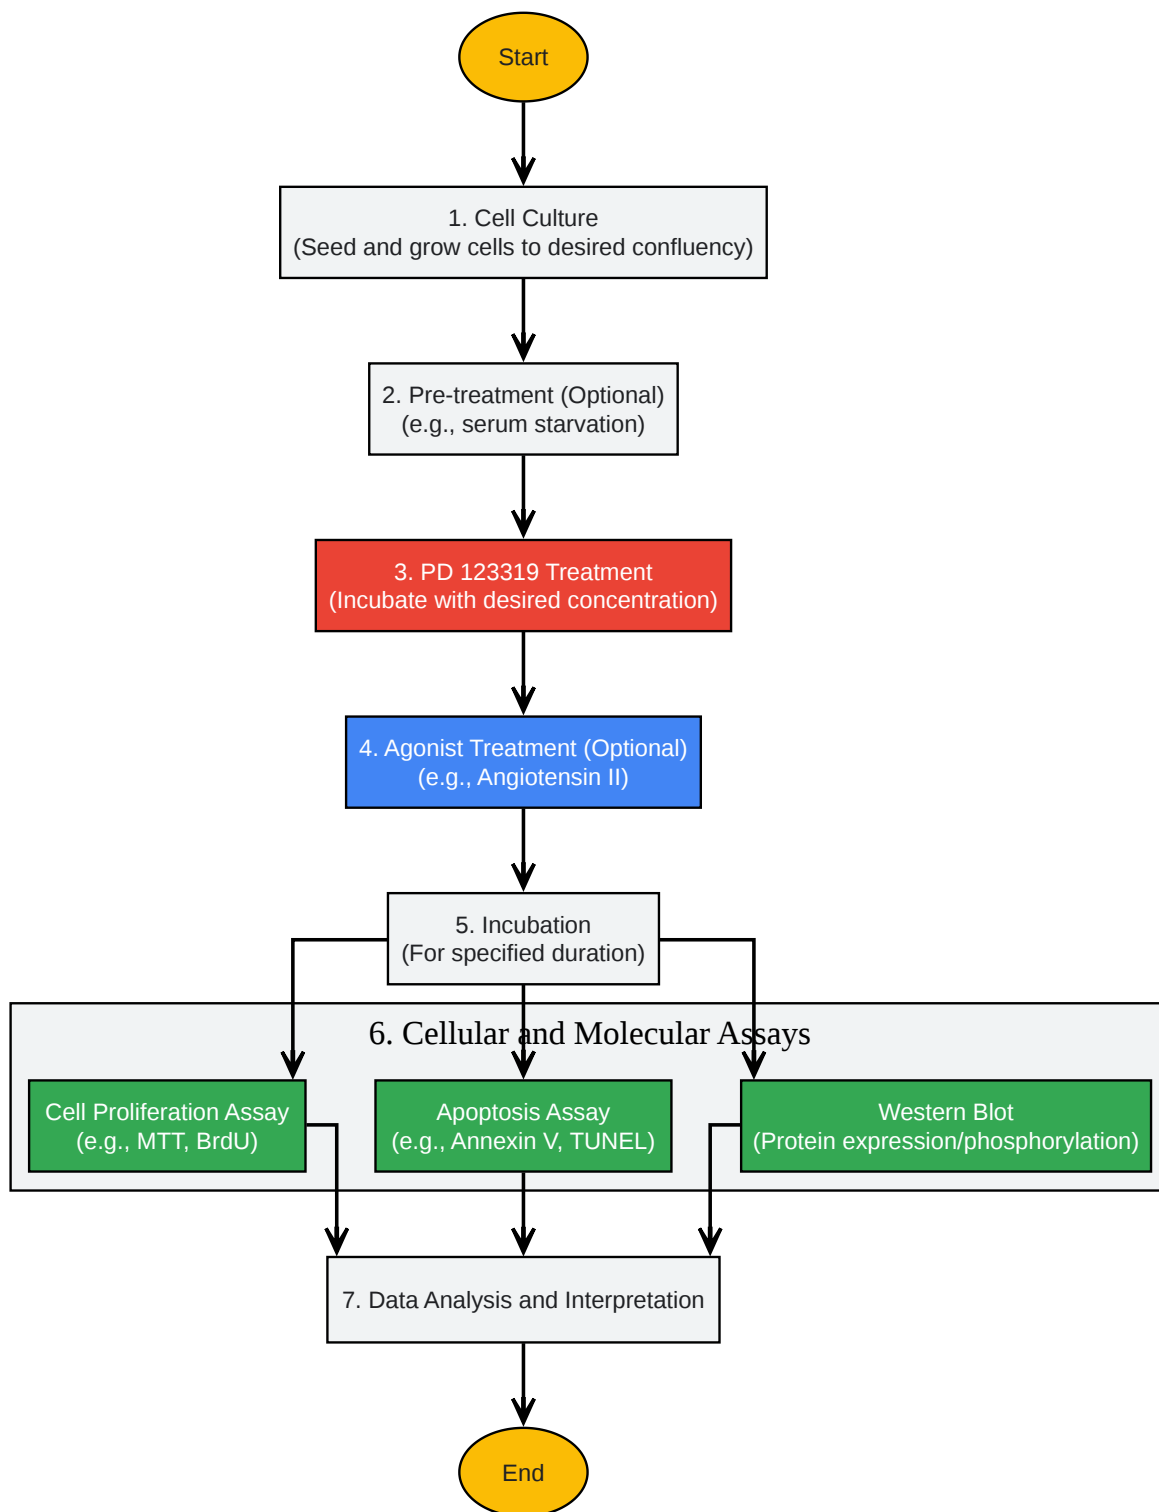 Start
1. Cell Culture
(Seed and grow cells to desired confluency)
2. Pre-treatment (Optional)
(e.g., serum starvation)
3. PD 123319 Treatment
(Incubate with desired concentration)
4. Agonist Treatment (Optional)
(e.g., Angiotensin II)
5. Incubation
(For specified duration)
6. Cellular and Molecular Assays
Cell Proliferation Assay
(e.g., MTT, BrdU)
Apoptosis Assay
(e.g., Annexin V, TUNEL)
Western Blot
(Protein expression/phosphorylation)
7. Data Analysis and Interpretation
End